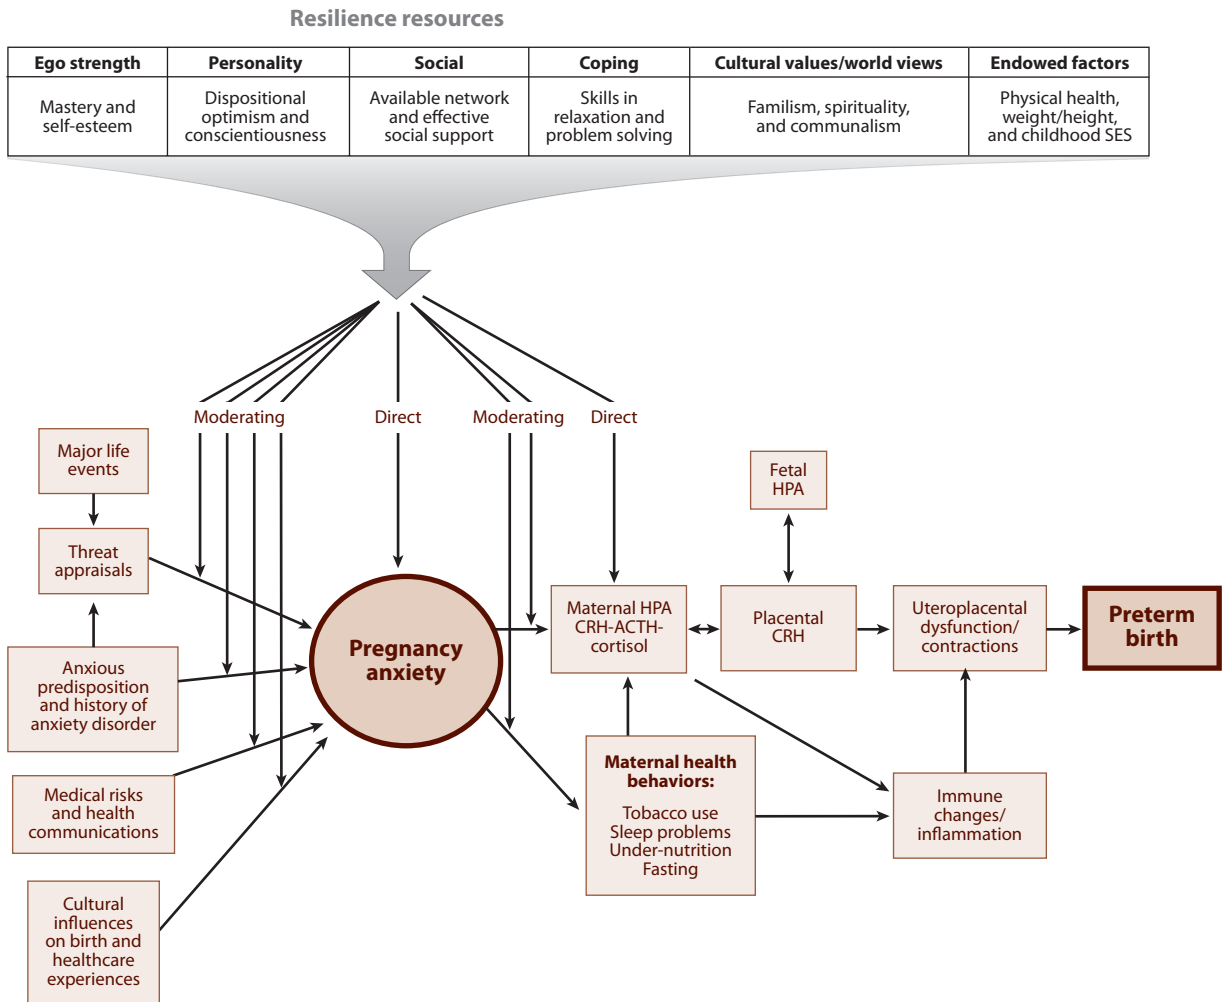 Resilience resources
Ego strength
Personality
Social
Coping
Cultural values/world views
Endowed factors
Mastery and
self-esteem
Dispositional
optimism and
conscientiousness
Available network
and effective
social support
Skills in
relaxation and
problem solving
Familism, spirituality,
and communalism
Physical health,
weight/height,
and childhood SES
Moderating
Direct
Moderating
Direct
Major life
events
Threat
appraisals
Anxious
predisposition
and history of
anxiety disorder
Medical risks
and health
communications
Cultural
influences
on birth and
healthcare
experiences
Pregnancy
anxiety
Maternal HPA
CRH-ACTH-
cortisol
Maternal health
behaviors:
Tobacco use
Sleep problems
Under-nutrition
Fasting
Fetal
HPA
Placental
CRH
Uteroplacental
dysfunction/
contractions
Immune
changes/
inflammation
Preterm
birth